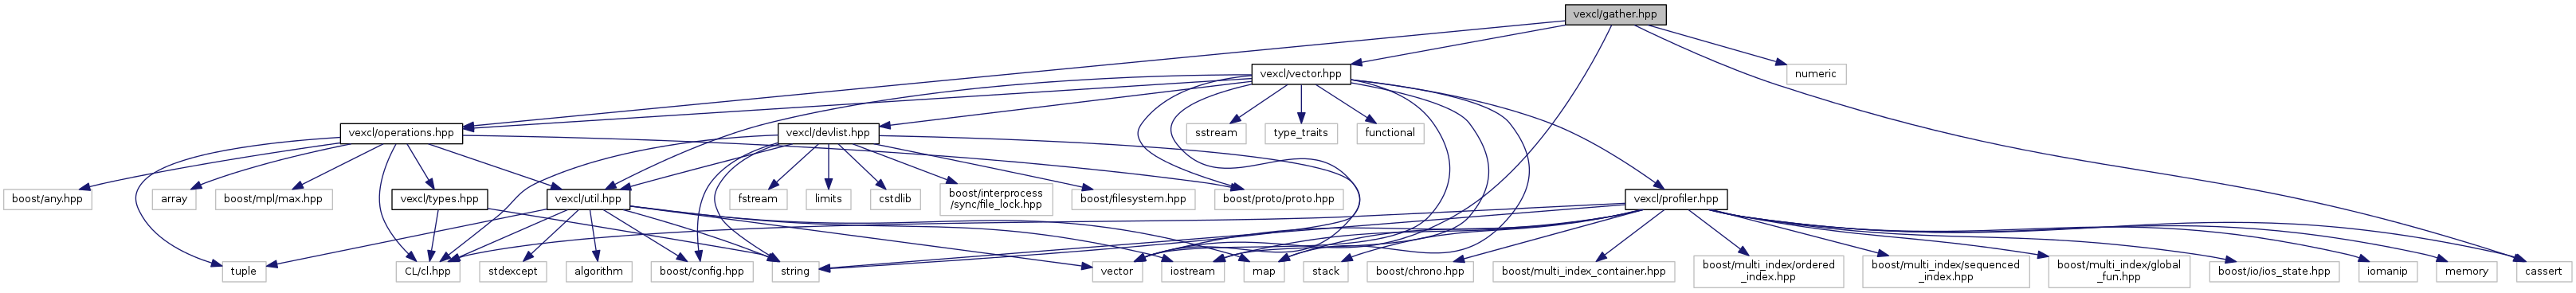 vexcl/gather.hpp
vexcl/vector.hpp
numeric
vexcl/operations.hpp
vexcl/devlist.hpp
sstream
type_traits
functional
boost/any.hpp
array
boost/mpl/max.hpp
vexcl/types.hpp
vexcl/util.hpp
fstream
limits
cstdlib
boost/interprocess
/sync/file_lock.hpp
boost/filesystem.hpp
boost/proto/proto.hpp
vexcl/profiler.hpp
tuple
CL/cl.hpp
stdexcept
algorithm
boost/config.hpp
string
vector
iostream
map
stack
boost/chrono.hpp
boost/multi_index_container.hpp
boost/multi_index/ordered
_index.hpp
boost/multi_index/sequenced
_index.hpp
boost/multi_index/global
_fun.hpp
boost/io/ios_state.hpp
iomanip
memory
cassert